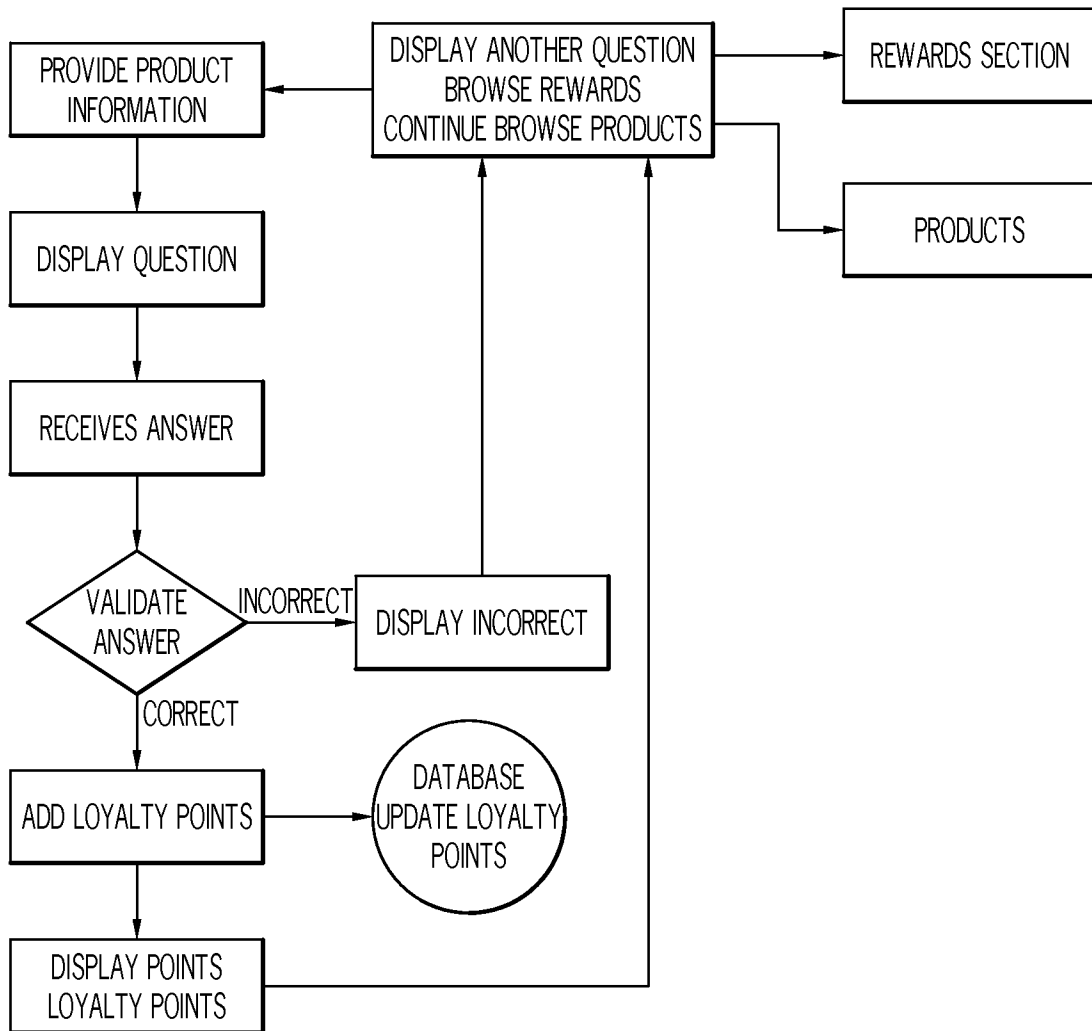 PROVIDE PRODUCT
INFORMATION
DISPLAY ANOTHER QUESTION
BROWSE REWARDS
CONTINUE BROWSE PRODUCTS
REWARDS SECTION
PRODUCTS
DISPLAY QUESTION
RECEIVES ANSWER
VALIDATE
ANSWER
INCORRECT
DISPLAY INCORRECT
CORRECT
ADD LOYALTY POINTS
DATABASE
UPDATE LOYALTY
POINTS
DISPLAY POINTS
LOYALTY POINTS